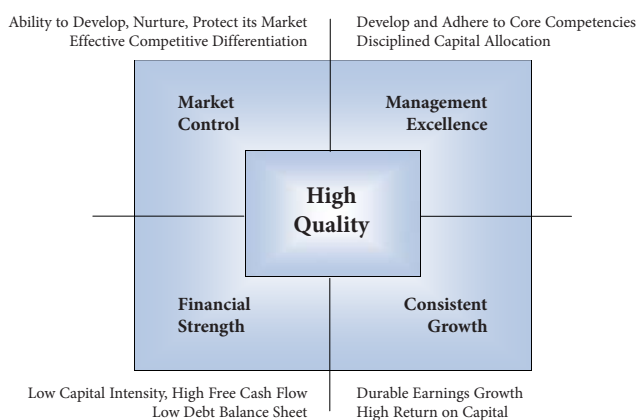 Ability to Develop, Nurture, Protect its Market
Effective Competitive Differentiation
Develop and Adhere to Core Competencies
Disciplined Capital Allocation
Market
Control
Management
Excellence
High
Quality
Financial
Strength
Consistent
Growth
Low Capital Intensity, High Free Cash Flow
Low Debt Balance Sheet
Durable Earnings Growth
High Return on Capital